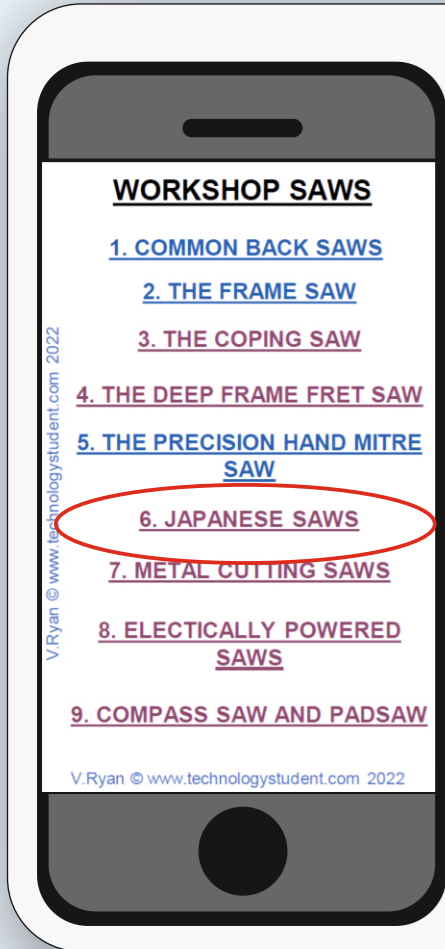 WORKSHOP SAWS
1. COMMON BACK SAWS
2. THE FRAME SAW
3. THE COPING SAW
4. THE DEEP FRAME FRET SAW
5. THE PRECISION HAND MITRE
SAW
6. JAPANESE SAWS
7. METAL CUTTING SAWS
8. ELECTICALLY POWERED
SAWS
9. COMPASS SAW AND PADSAW
V.Ryan © www.technologystudent.com 2022
V.Ryan © www.technologystudent.com 2022